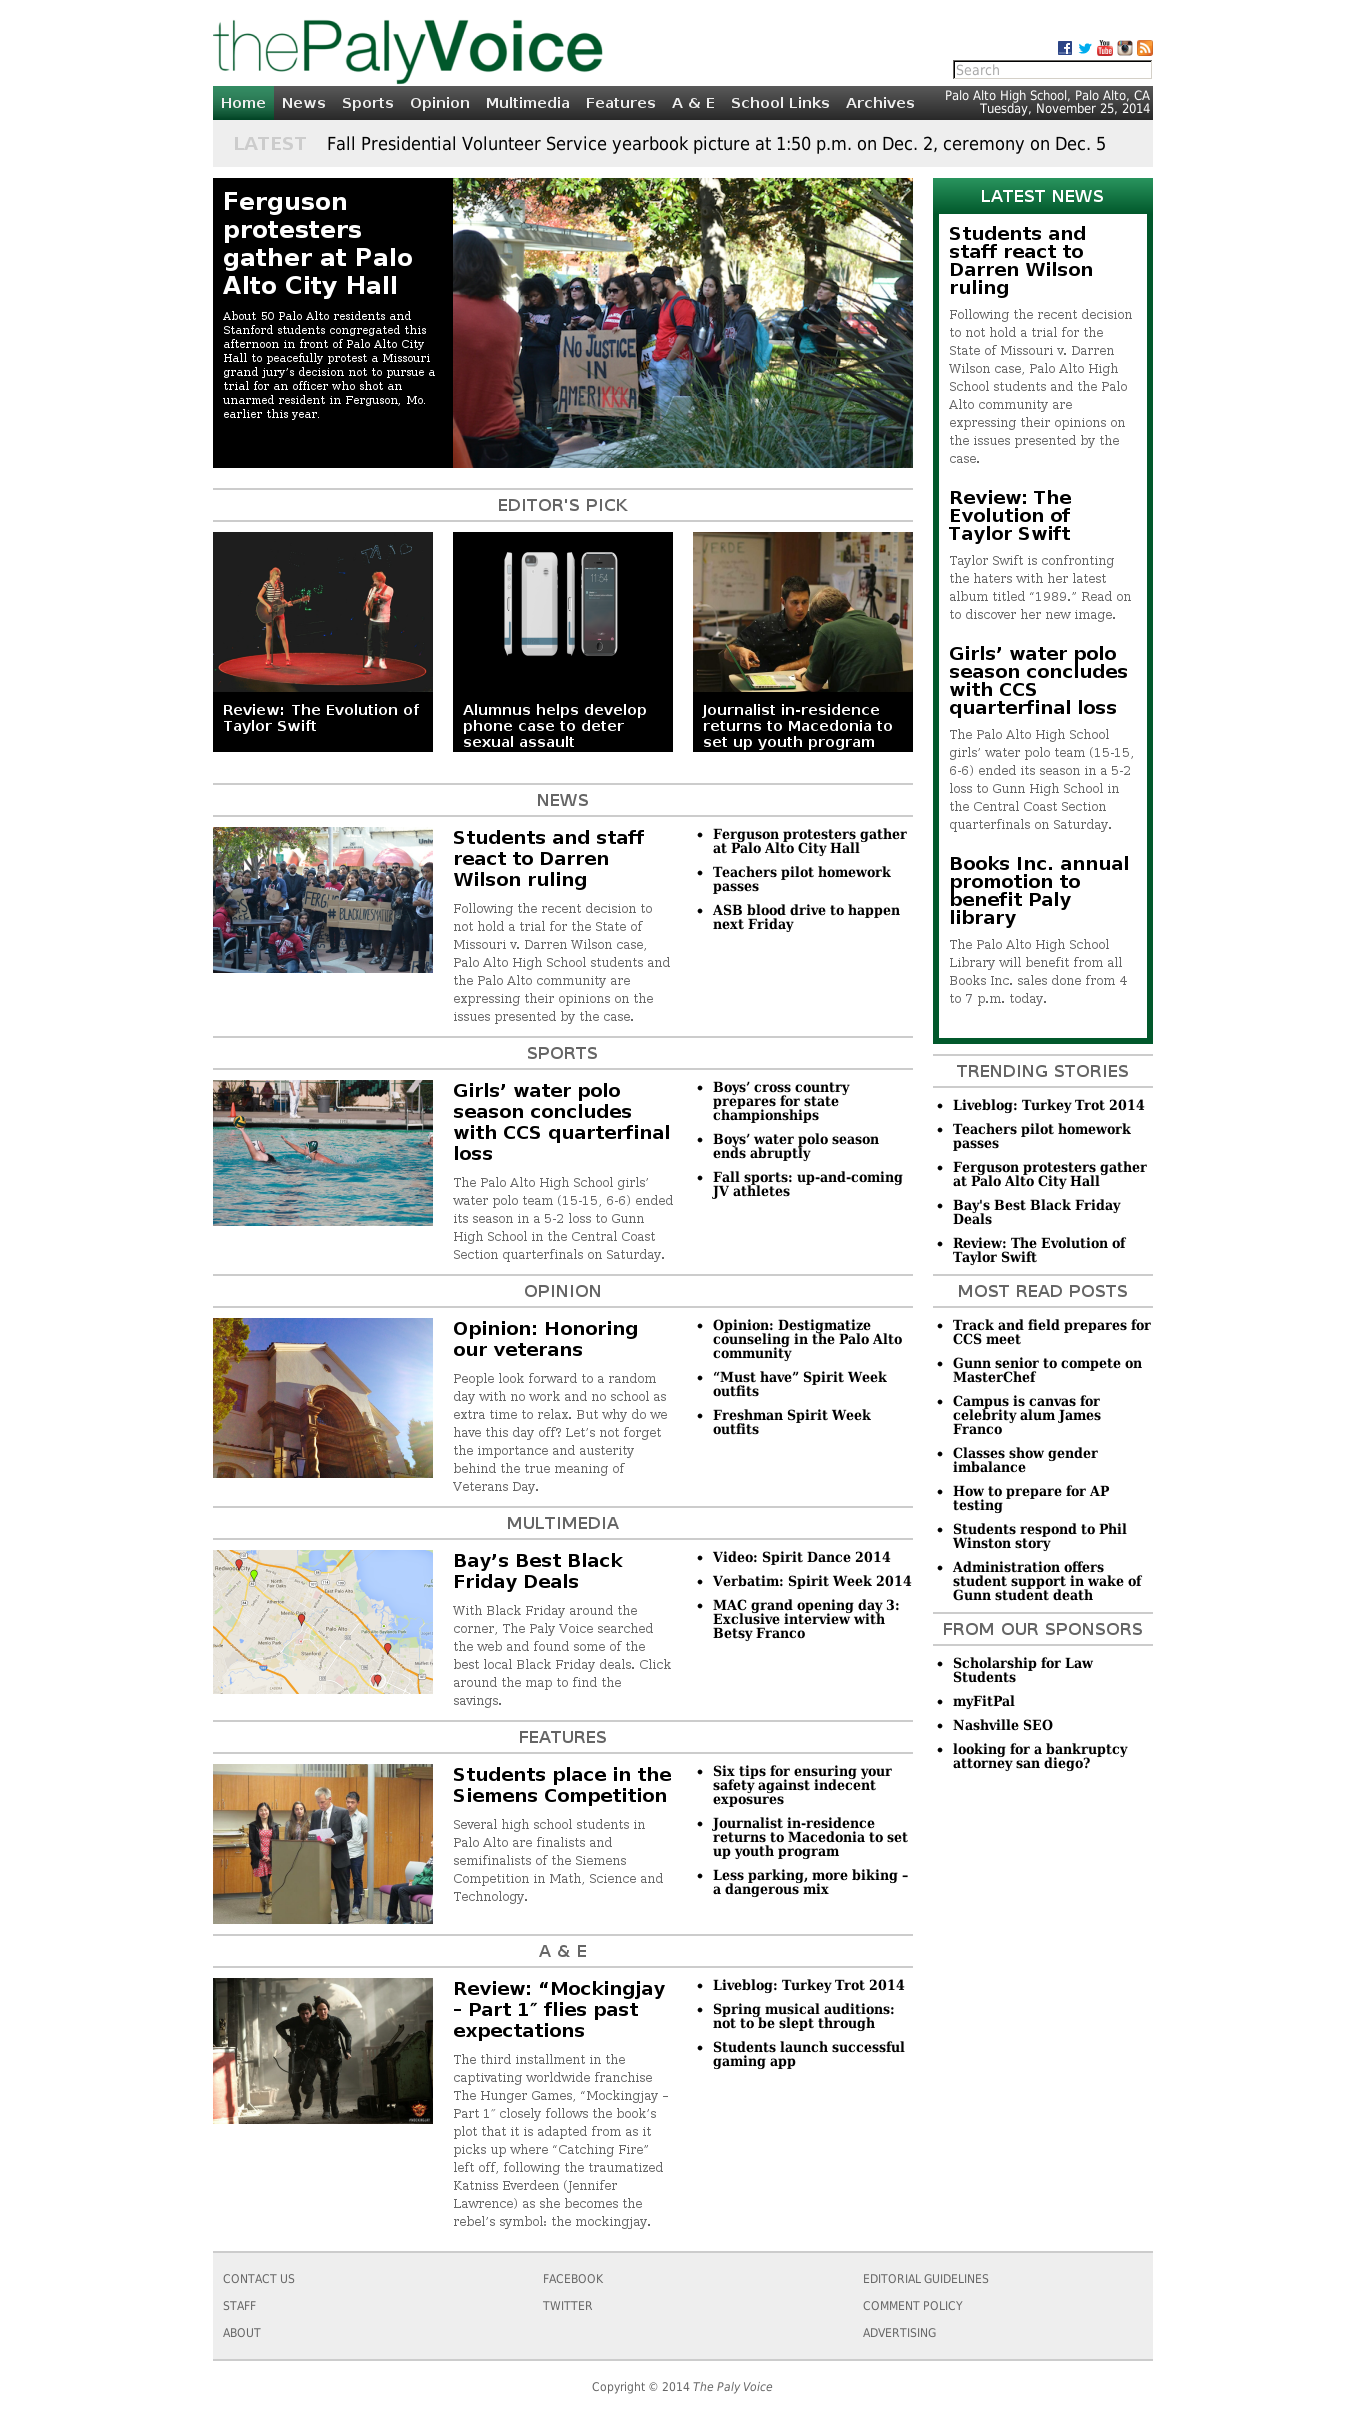 thePalyVoice
Search
Home News Sports Opinion Multimedia Features A & E School Links Archives
Palo Alto High School, Palo Alto, CA
Tuesday, November 25, 2014
LATEST Fall Presidential Volunteer Service yearbook picture at 1:50 p.m. on Dec. 2, ceremony on Dec. 5
Ferguson
protesters
gather at Palo
Alto City Hall
About 50 Palo Alto residents and
Stanford students congregated this
afternoon in front of Palo Alto City
Hall to peacefully protest a Missouri
grand jury's decision not to pursue a
trial for an officer who shot an
unarmed resident in Ferguson, Mo.
earlier this year.
NO JUSTICE
IN
AMERIKKKA
EDITOR'S PICK
Review: The Evolution of
Taylor Swift
11:54
Alumnus helps develop
phone case to deter
sexual assault
VERDE
Journalist in-residence
returns to Macedonia to
set up youth program
NEWS
Students and staff
react to Darren
Wilson ruling
Following the recent decision to
not hold a trial for the State of
Missouri v. Darren Wilson case,
Palo Alto High School students and
the Palo Alto community are
expressing their opinions on the
issues presented by the case.
• Ferguson protesters gather
at Palo Alto City Hall
• Teachers pilot homework
passes
• ASB blood drive to happen
next Friday
SPORTS
Girls’ water polo
season concludes
with CCS quarterfinal
loss
The Palo Alto High School girls’
water polo team (15-15, 6-6) ended
its season in a 5-2 loss to Gunn
High School in the Central Coast
Section quarterfinals on Saturday.
• Boys’ cross country
prepares for state
championships
• Boys’ water polo season
ends abruptly
• Fall sports: up-and-coming
JV athletes
OPINION
Opinion: Honoring
our veterans
People look forward to a random
day with no work and no school as
extra time to relax. But why do we
have this day off? Let’s not forget
the importance and austerity
behind the true meaning of
Veterans Day.
• Opinion: Destigmatize
counseling in the Palo Alto
community
• “Must have” Spirit Week
outfits
• Freshman Spirit Week
outfits
MULTIMEDIA
Bay’s Best Black
Friday Deals
With Black Friday around the
corner, The Paly Voice searched
the web and found some of the
best local Black Friday deals. Click
around the map to find the
savings.
• Video: Spirit Dance 2014
• Verbatim: Spirit Week 2014
• MAC grand opening day 3:
Exclusive interview with
Betsy Franco
FEATURES
Students place in the
Siemens Competition
Several high school students in
Palo Alto are finalists and
semifinalists of the Siemens
Competition in Math, Science and
Technology.
• Six tips for ensuring your
safety against indecent
exposures
• Journalist in-residence
returns to Macedonia to set
up youth program
• Less parking, more biking –
a dangerous mix
A & E
Review: “Mockingjay
– Part 1″ flies past
expectations
The third installment in the
captivating worldwide franchise
The Hunger Games, “Mockingjay –
Part 1″ closely follows the book’s
plot that it is adapted from as it
picks up where “Catching Fire”
left off, following the traumatized
Katniss Everdeen (Jennifer
Lawrence) as she becomes the
rebel’s symbol: the mockingjay.
• Liveblog: Turkey Trot 2014
• Spring musical auditions:
not to be slept through
• Students launch successful
gaming app
LATEST NEWS
Students and
staff react to
Darren Wilson
ruling
Following the recent decision
to not hold a trial for the
State of Missouri v. Darren
Wilson case, Palo Alto High
School students and the Palo
Alto community are
expressing their opinions on
the issues presented by the
case.
Review: The
Evolution of
Taylor Swift
Taylor Swift is confronting
the haters with her latest
album titled “1989.” Read on
to discover her new image.
Girls’ water polo
season concludes
with CCS
quarterfinal loss
The Palo Alto High School
girls’ water polo team (15-15,
6-6) ended its season in a 5-2
loss to Gunn High School in
the Central Coast Section
quarterfinals on Saturday.
Books Inc. annual
promotion to
benefit Paly
library
The Palo Alto High School
Library will benefit from all
Books Inc. sales done from 4
to 7 p.m. today.
TRENDING STORIES
• Liveblog: Turkey Trot 2014
• Teachers pilot homework
passes
• Ferguson protesters gather
at Palo Alto City Hall
• Bay's Best Black Friday
Deals
• Review: The Evolution of
Taylor Swift
MOST READ POSTS
• Track and field prepares for
CCS meet
• Gunn senior to compete on
MasterChef
• Campus is canvas for
celebrity alum James
Franco
• Classes show gender
imbalance
• How to prepare for AP
testing
• Students respond to Phil
Winston story
• Administration offers
student support in wake of
Gunn student death
FROM OUR SPONSORS
• Scholarship for Law
Students
• myFitPal
• Nashville SEO
• looking for a bankruptcy
attorney san diego?
CONTACT US
STAFF
ABOUT
FACEBOOK
TWITTER
EDITORIAL GUIDELINES
COMMENT POLICY
ADVERTISING
Copyright © 2014 The Paly Voice